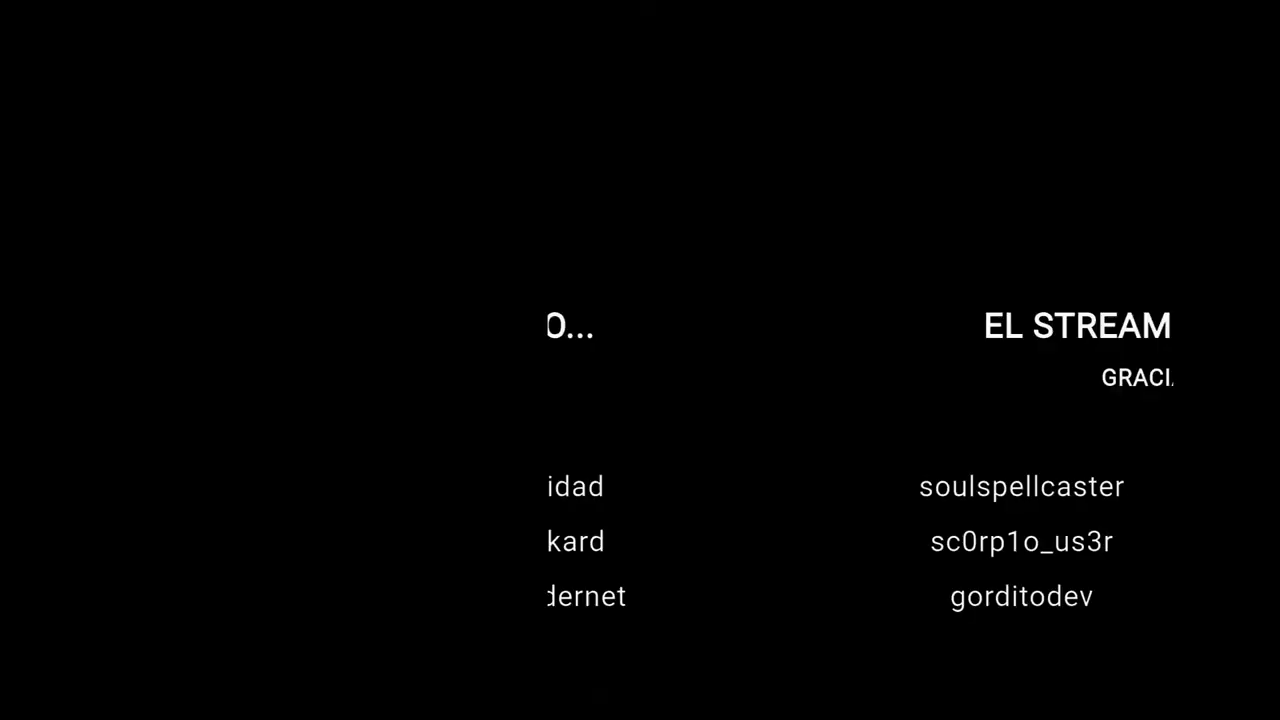 O... EL STREAM
GRACI
idad soulspellcaster
kard sc0rp1o_us3r
dernet gorditodev